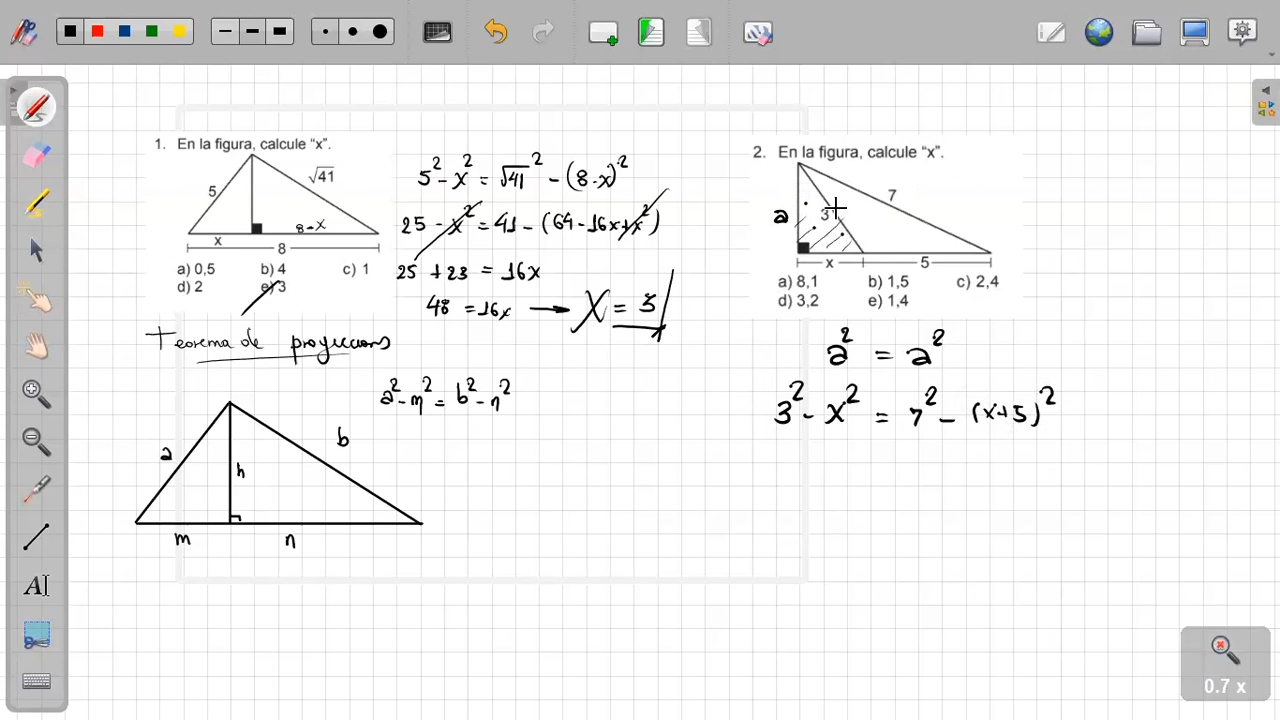 1. En la figura, calcule “x”.
5
√41
x
8-x
8
a) 0,5 b) 4 c) 1
d) 2 e) 3
5² - x² = √41² - (8-x)²
25 - x² = 41 - (64 - 16x + x²)
25 + 23 = 16x
48 = 16x → X = 3
Teorema de proyeccions
a² - m² = b² - n²
a
h
b
m
n
2. En la figura, calcule “x”.
a
3
7
x
5
a) 8,1 b) 1,5 c) 2,4
d) 3,2 e) 1,4
a² = a²
3² - x² = 7² - (x+5)²
A
0.7 x